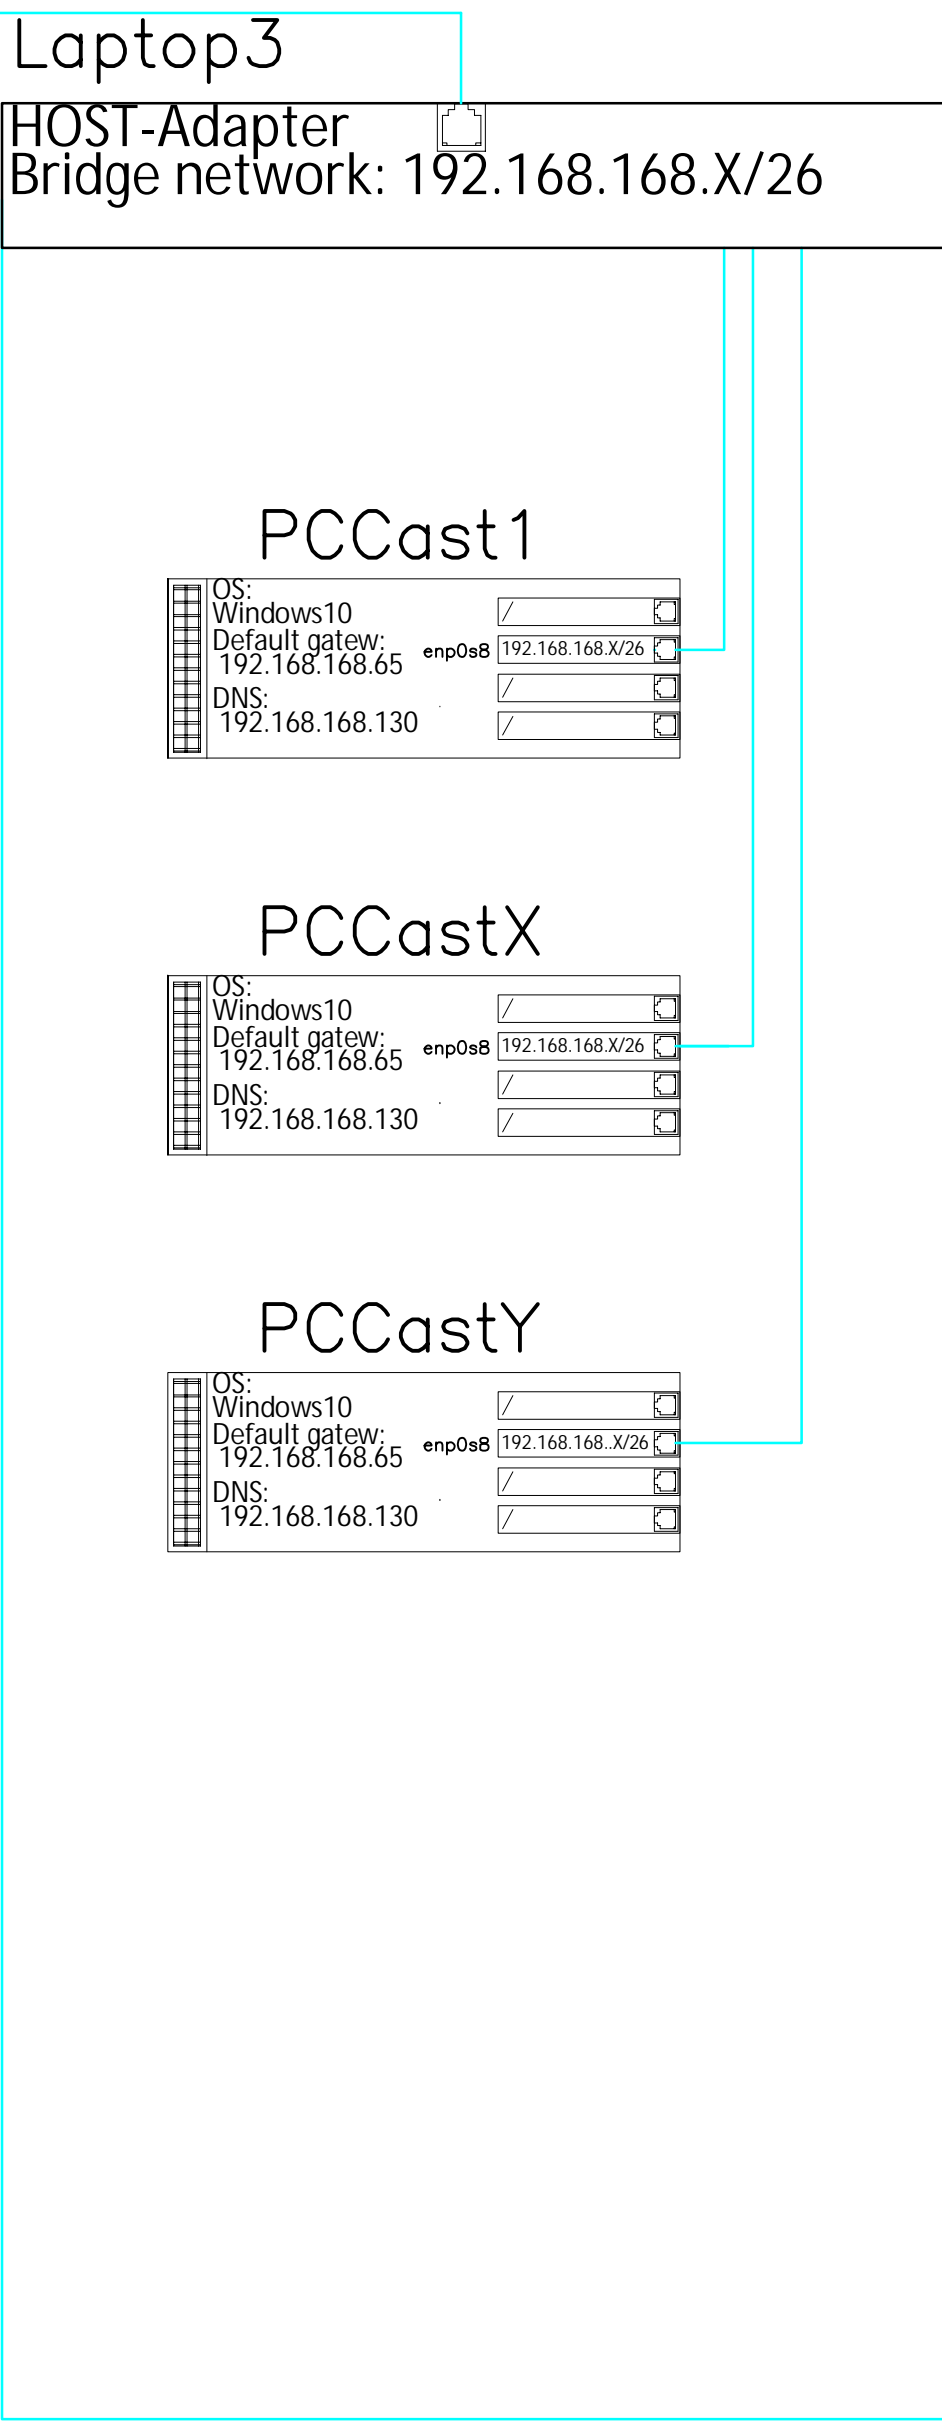 Laptop3
HOST-Adapter
Bridge network: 192.168.168.X/26
PCCast1
OS:
Windows10
Default gatew:
192.168.168.65
DNS:
192.168.168.130
/
enp0s8 192.168.168.X/26
/
/
PCCastX
OS:
Windows10
Default gatew:
192.168.168.65
DNS:
192.168.168.130
/
enp0s8 192.168.168.X/26
/
/
PCCastY
OS:
Windows10
Default gatew:
192.168.168.65
DNS:
192.168.168.130
/
enp0s8 192.168.168..X/26
/
/